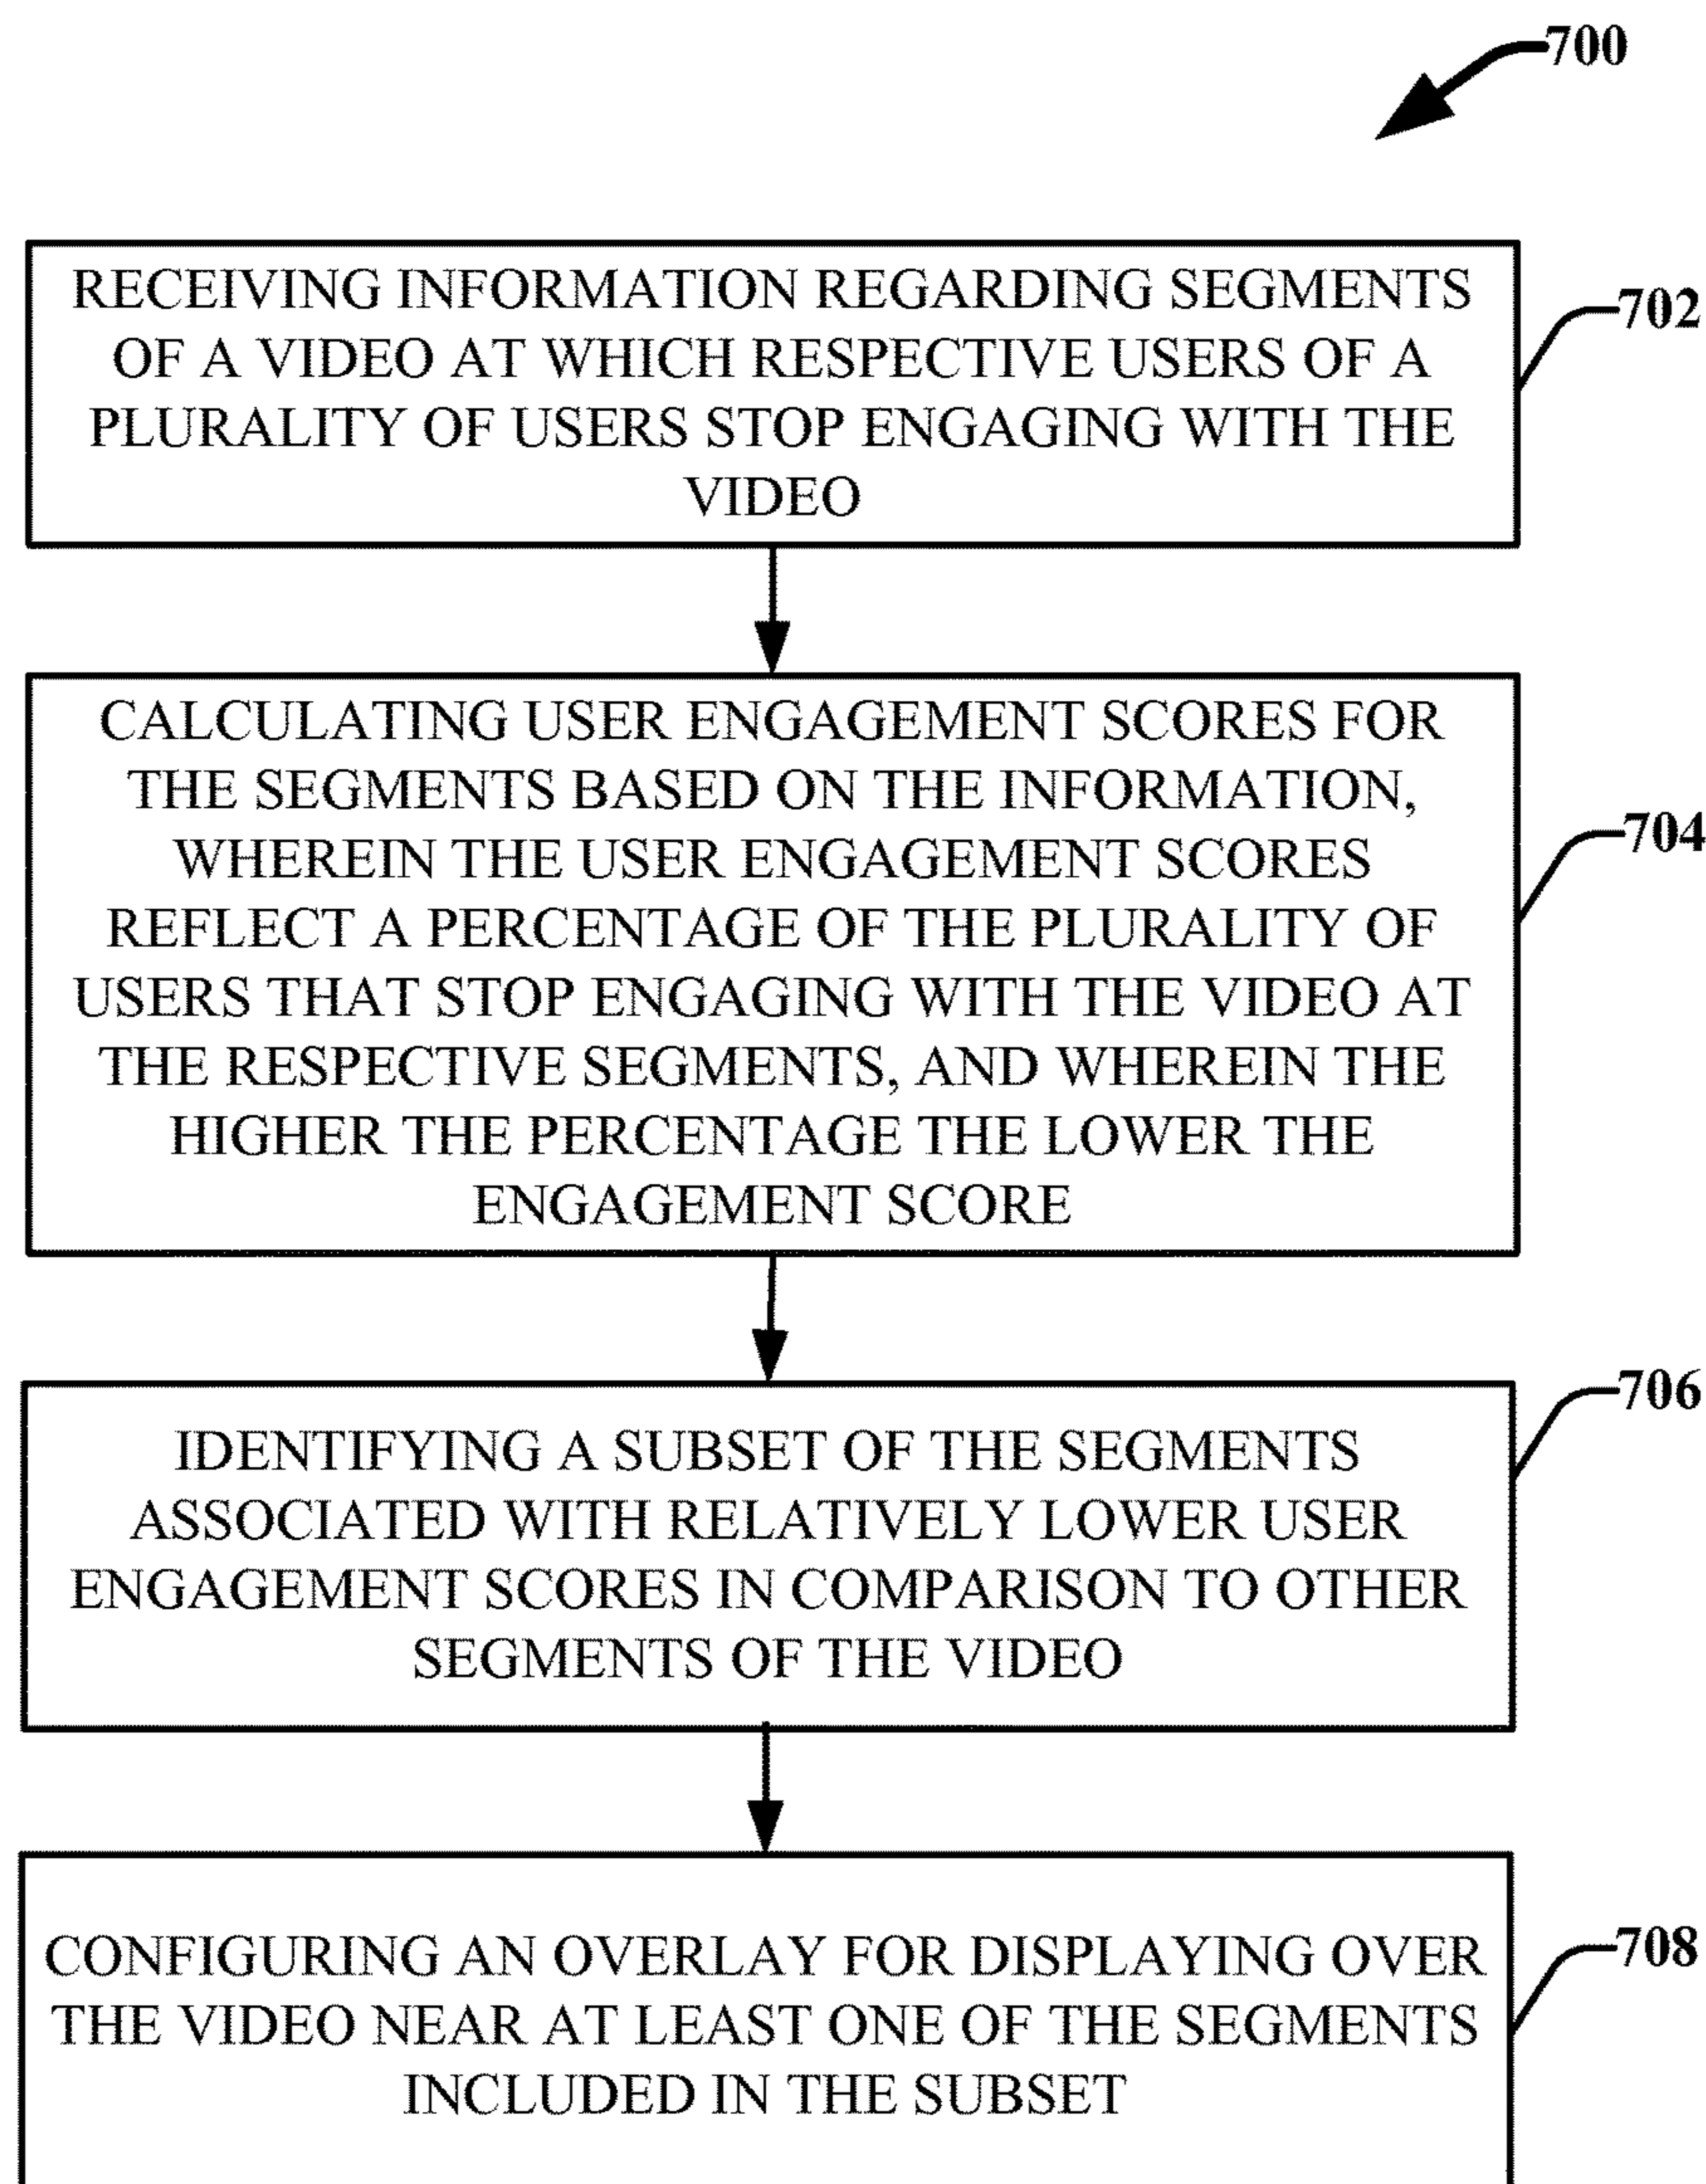 700
RECEIVING INFORMATION REGARDING SEGMENTS
OF A VIDEO AT WHICH RESPECTIVE USERS OF A
PLURALITY OF USERS STOP ENGAGING WITH THE
VIDEO
702
CALCULATING USER ENGAGEMENT SCORES FOR
THE SEGMENTS BASED ON THE INFORMATION,
WHEREIN THE USER ENGAGEMENT SCORES
REFLECT A PERCENTAGE OF THE PLURALITY OF
USERS THAT STOP ENGAGING WITH THE VIDEO AT
THE RESPECTIVE SEGMENTS, AND WHEREIN THE
HIGHER THE PERCENTAGE THE LOWER THE
ENGAGEMENT SCORE
704
IDENTIFYING A SUBSET OF THE SEGMENTS
ASSOCIATED WITH RELATIVELY LOWER USER
ENGAGEMENT SCORES IN COMPARISON TO OTHER
SEGMENTS OF THE VIDEO
706
CONFIGURING AN OVERLAY FOR DISPLAYING OVER
THE VIDEO NEAR AT LEAST ONE OF THE SEGMENTS
INCLUDED IN THE SUBSET
708